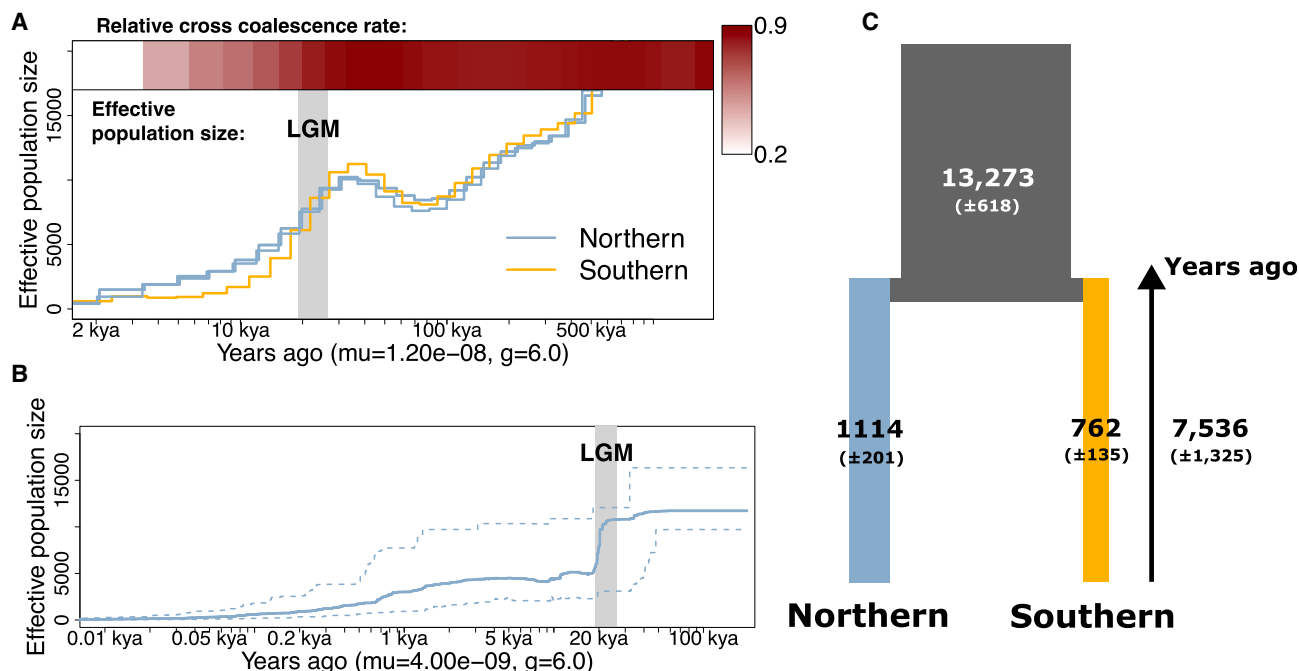 A
Relative cross coalescence rate:
0.9
0.2
Effective
population size:
LGM
Effective population size
15000
5000
0
Northern
Southern
2 kya 10 kya 100 kya 500 kya
Years ago (mu=1.20e−08, g=6.0)
B
LGM
Effective population size
15000
5000
0
0.01 kya 0.05 kya 0.2 kya 1 kya 5 kya 20 kya 100 kya
Years ago (mu=4.00e−09, g=6.0)
C
13,273
(±618)
Years ago
1114
(±201)
762
(±135)
7,536
(±1,325)
Northern Southern